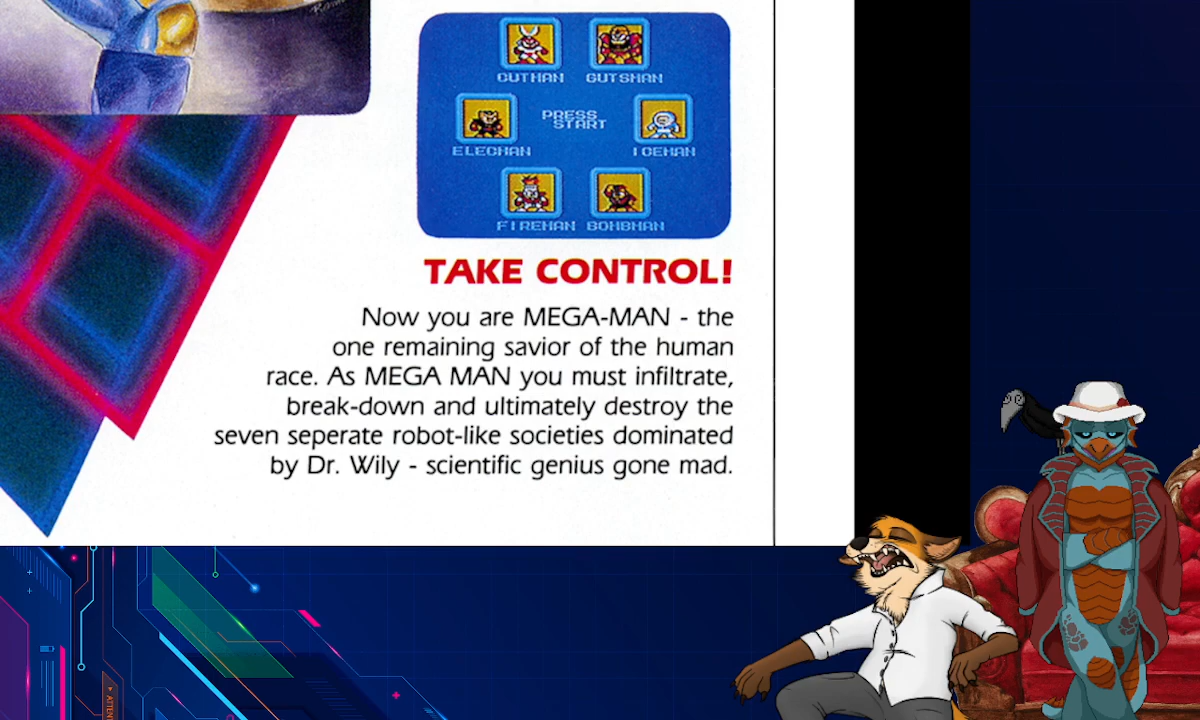 CUTMAN GUTSMAN
PRESS
START
ELECMAN ICEMAN
FIREMAN BOMBMAN
TAKE CONTROL!
Now you are MEGA-MAN - the
one remaining savior of the human
race. As MEGA MAN you must infiltrate,
break-down and ultimately destroy the
seven seperate robot-like societies dominated
by Dr. Wily - scientific genius gone mad.